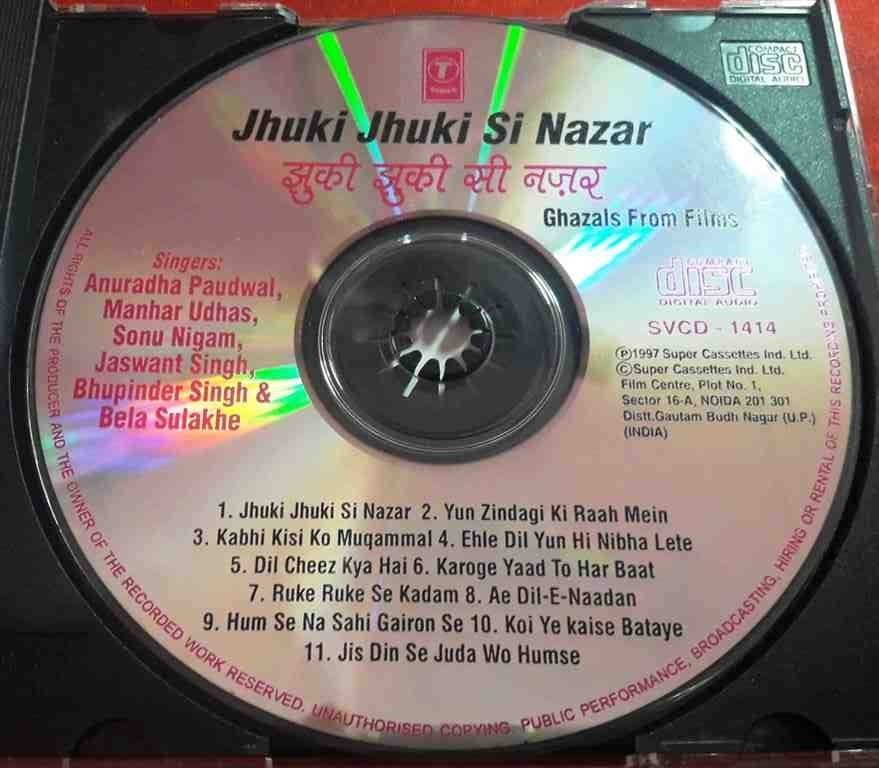 T
COMPACT
disc
DIGITAL AUDIO
Jhuki Jhuki Si Nazar
झुकी झुकी सी नज़र
Ghazals From Films
Singers:
Anuradha Paudwal,
Manhar Udhas,
Sonu Nigam,
Jaswant Singh,
Bhupinder Singh &
Bela Sulakhe
COMPACT
disc
DIGITAL AUDIO
SVCD - 1414
Ⓟ1997 Super Cassettes Ind. Ltd.
©Super Cassettes Ind. Ltd.
Film Centre, Plot No. 1,
Sector 16-A, NOIDA 201 301
Distt.Gautam Budh Nagar (U.P.)
(INDIA)
1. Jhuki Jhuki Si Nazar 2. Yun Zindagi Ki Raah Mein
3. Kabhi Kisi Ko Muqammal 4. Ehle Dil Yun Hi Nibha Lete
5. Dil Cheez Kya Hai 6. Karoge Yaad To Har Baat
7. Ruke Ruke Se Kadam 8. Ae Dil-E-Naadan
9. Hum Se Na Sahi Gairon Se 10. Koi Ye kaise Bataye
11. Jis Din Se Juda Wo Humse
ALL RIGHTS OF THE PRODUCER AND THE OWNER OF THE RECORDED WORK RESERVED. UNAUTHORISED COPYING, PUBLIC PERFORMANCE, BROADCASTING, HIRING OR RENTAL OF THIS RECORDING